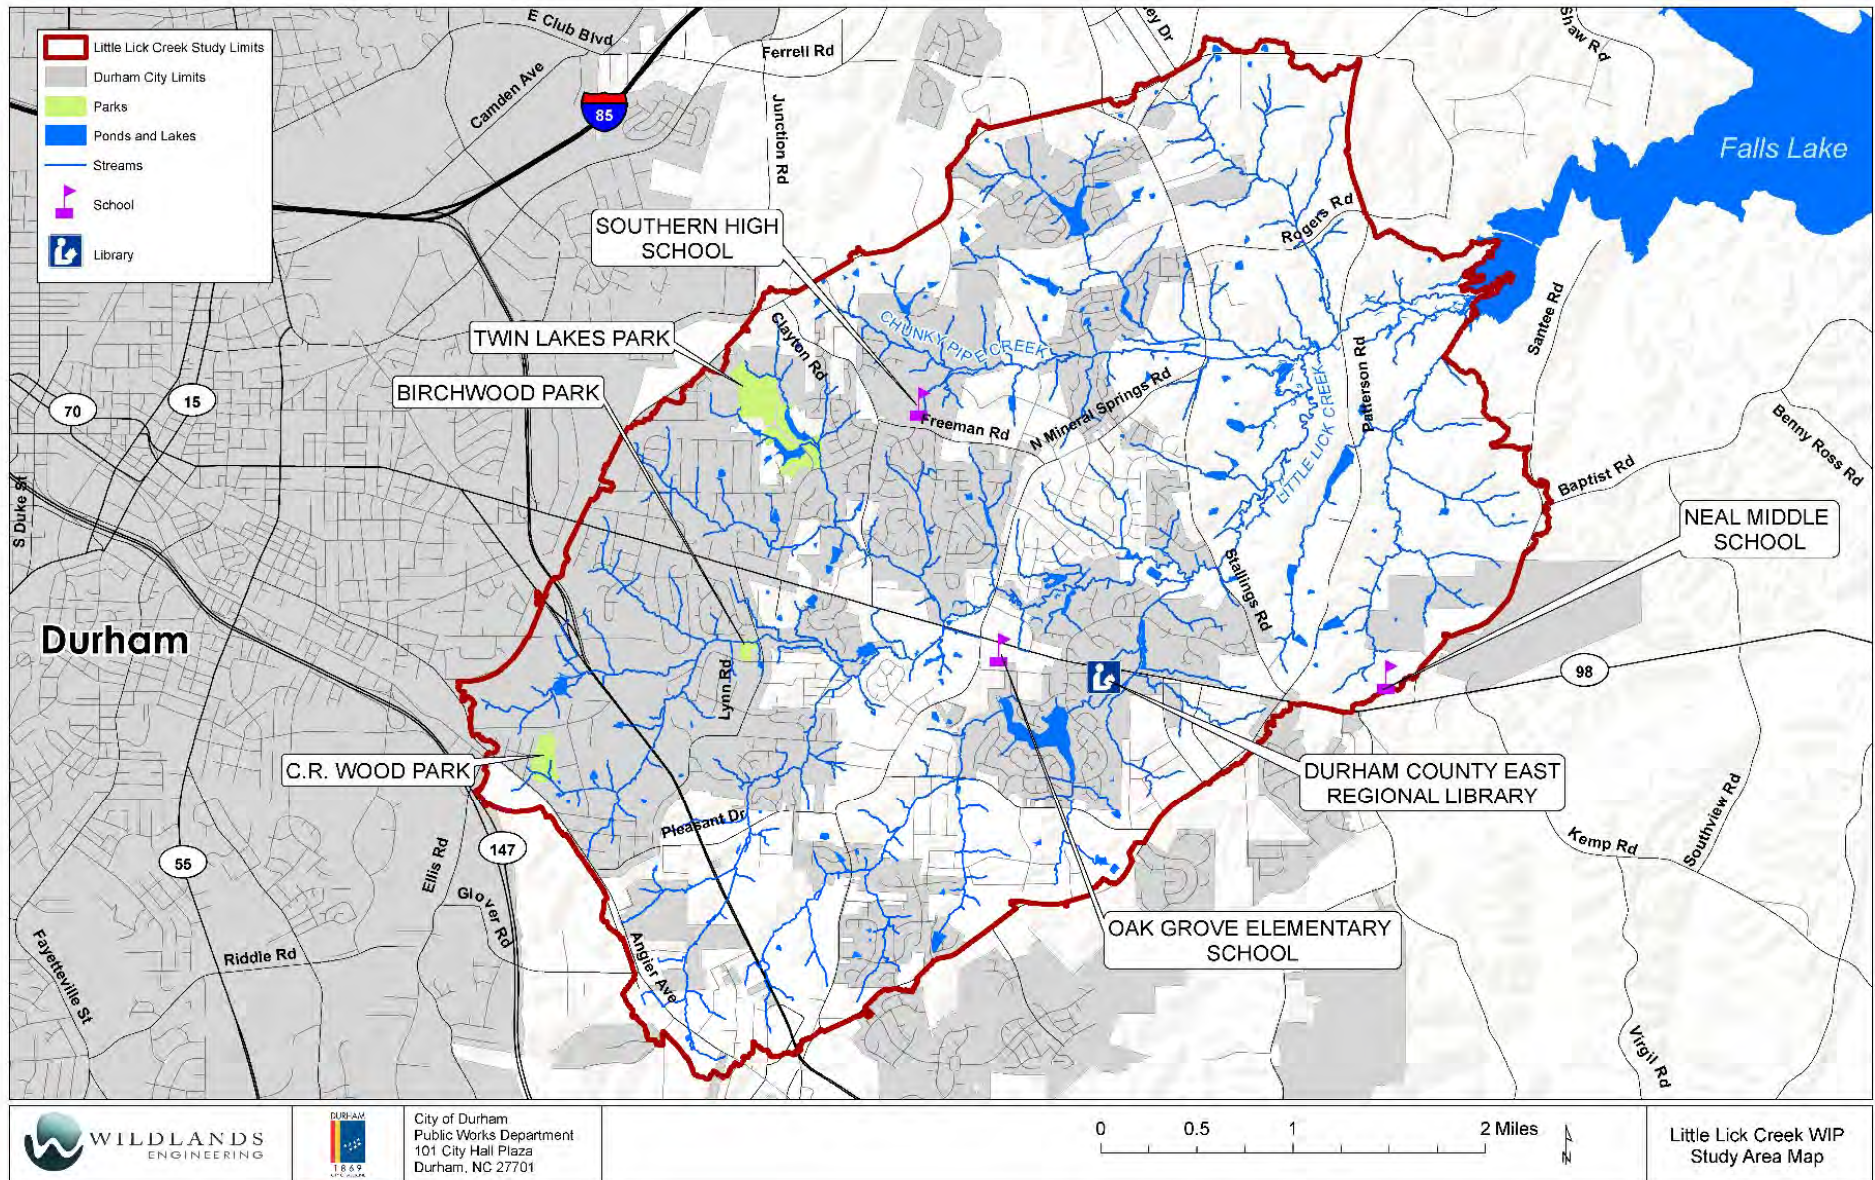 Little Lick Creek Study Limits
Durham City Limits
Parks
Ponds and Lakes
Streams
School
Library
E Club Blvd
Ferrell Rd
Camden Ave
85
Junction Rd
ey Dr
Shaw Rd
Falls Lake
SOUTHERN HIGH
SCHOOL
Rogers Rd
TWIN LAKES PARK
Clayton Rd
CHUNKY PIPE CREEK
Santee Rd
BIRCHWOOD PARK
70
15
Freeman Rd
N Mineral Springs Rd
Patterson Rd
LITTLE LICK CREEK
Benny Ross Rd
Baptist Rd
S Duke St
NEAL MIDDLE
SCHOOL
Stallings Rd
Durham
Lynn Rd
98
C.R. WOOD PARK
DURHAM COUNTY EAST
REGIONAL LIBRARY
Pleasant Dr
Kemp Rd
Southview Rd
55
Ellis Rd
147
Glover Rd
OAK GROVE ELEMENTARY
SCHOOL
Fayetteville St
Riddle Rd
Angier Ave
Virgil Rd
WILDLANDS
ENGINEERING
DURHAM
1869
City of Durham
Public Works Department
101 City Hall Plaza
Durham, NC 27701
0 0.5 1 2 Miles
N
Little Lick Creek WIP
Study Area Map